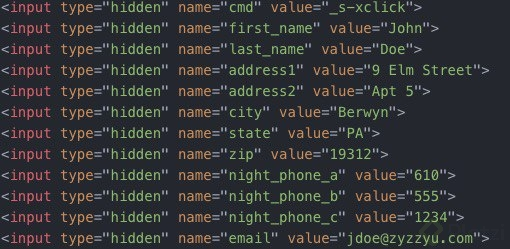 <input type="hidden" name="cmd" value="_s-xclick">
<input type="hidden" name="first_name" value="John">
<input type="hidden" name="last_name" value="Doe">
<input type="hidden" name="address1" value="9 Elm Street">
<input type="hidden" name="address2" value="Apt 5">
<input type="hidden" name="city" value="Berwyn">
<input type="hidden" name="state" value="PA">
<input type="hidden" name="zip" value="19312">
<input type="hidden" name="night_phone_a" value="610">
<input type="hidden" name="night_phone_b" value="555">
<input type="hidden" name="night_phone_c" value="1234">
<input type="hidden" name="email" value="jdoe@zyzzyu.com">